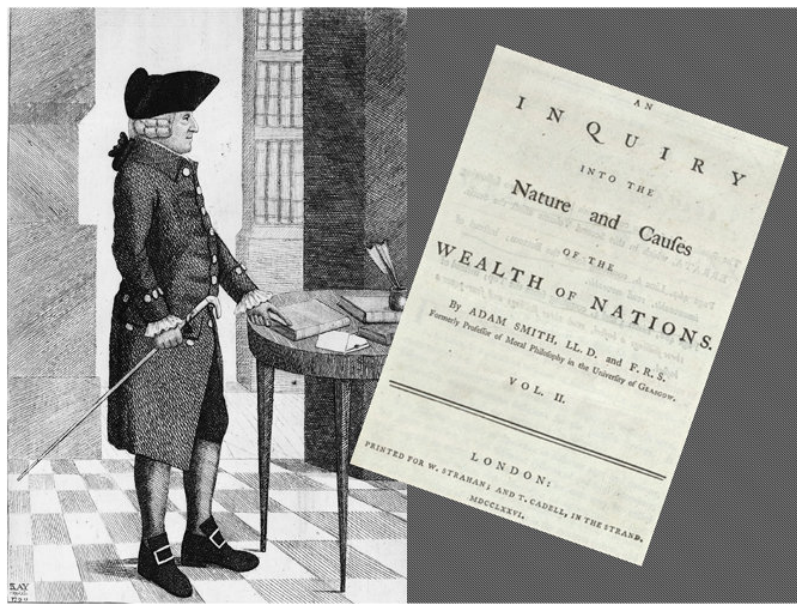 AN
INQUIRY
INTO THE
Nature and Cauſes
OF THE
WEALTH OF NATIONS.
By ADAM SMITH, LL. D. and F. R. S.
Formerly Profeſſor of Moral Philoſophy in the Univerſity of GLASGOW.
VOL. II.
LONDON:
PRINTED FOR W. STRAHAN; AND T. CADELL, IN THE STRAND.
MDCCLXXVI.
KAY